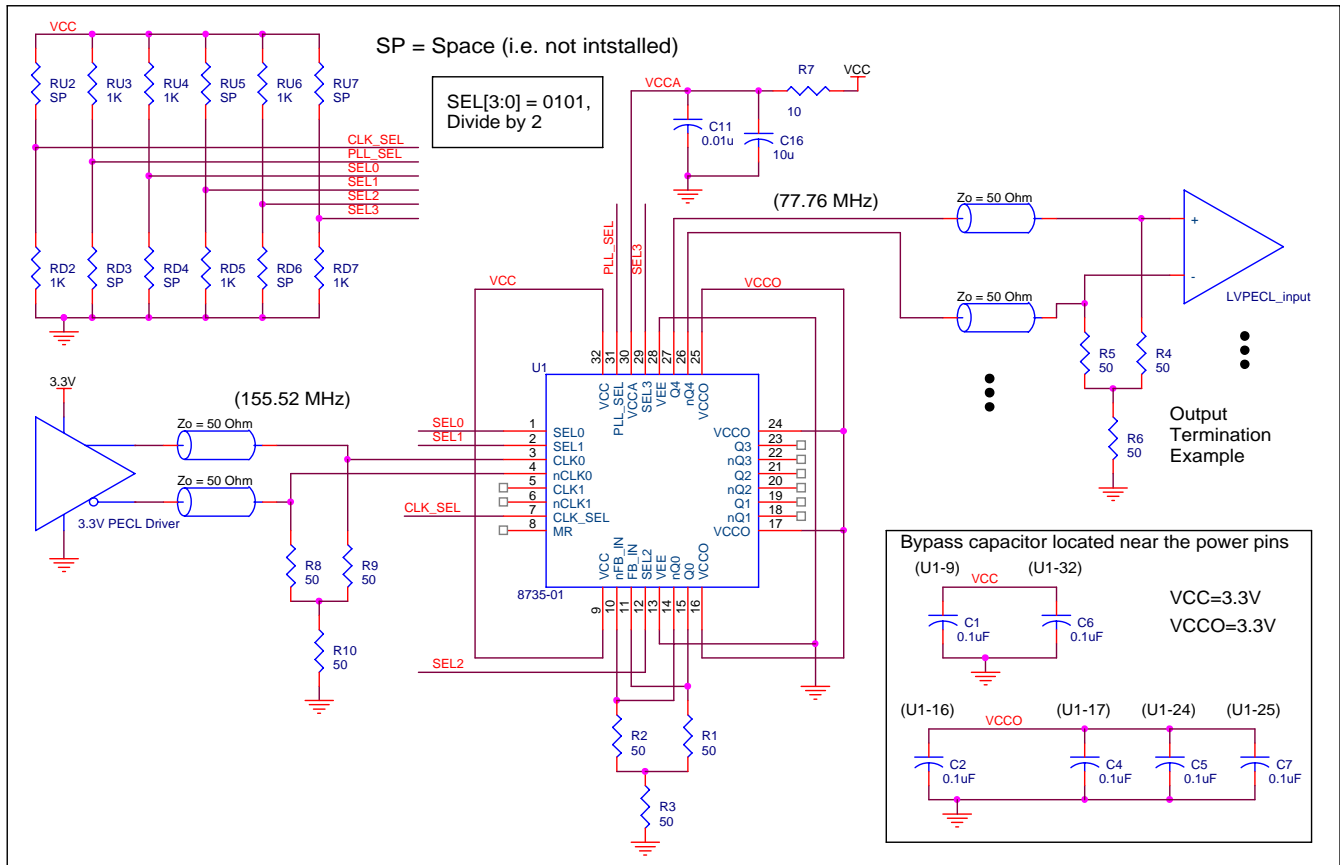 VCC
SP = Space (i.e. not intstalled)
RU2
SP
RU3
1K
RU4
1K
RU5
SP
RU6
1K
RU7
SP
SEL[3:0] = 0101,
Divide by 2
CLK_SEL
PLL_SEL
SEL0
SEL1
SEL2
SEL3
RD2
1K
RD3
SP
RD4
SP
RD5
1K
RD6
SP
RD7
1K
VCCA
R7
10
VCC
C11
0.01u
C16
10u
(77.76 MHz)
Zo = 50 Ohm
Zo = 50 Ohm
+
-
LVPECL_input
R5
50
R4
50
R6
50
Output
Termination
Example
VCC
PLL_SEL
SEL3
VCCO
3.3V
(155.52 MHz)
Zo = 50 Ohm
Zo = 50 Ohm
3.3V PECL Driver
R8
50
R9
50
R10
50
SEL0
SEL1
CLK_SEL
SEL2
U1
32
31
30
29
28
27
26
25
VCC
PLL_SEL
VCCA
SEL3
VEE
Q4
nQ4
VCCO
1
2
3
4
5
6
7
8
SEL0
SEL1
CLK0
nCLK0
CLK1
nCLK1
CLK_SEL
MR
VCCO
Q3
nQ3
Q2
nQ2
Q1
nQ1
VCCO
24
23
22
21
20
19
18
17
VCC
nFB_IN
FB_IN
SEL2
VEE
nQ0
Q0
VCCO
9
10
11
12
13
14
15
16
8735-01
R2
50
R1
50
R3
50
Bypass capacitor located near the power pins
(U1-9)
(U1-32)
VCC
C1
0.1uF
C6
0.1uF
VCC=3.3V
VCCO=3.3V
(U1-16)
(U1-17)
(U1-24)
(U1-25)
VCCO
C2
0.1uF
C4
0.1uF
C5
0.1uF
C7
0.1uF